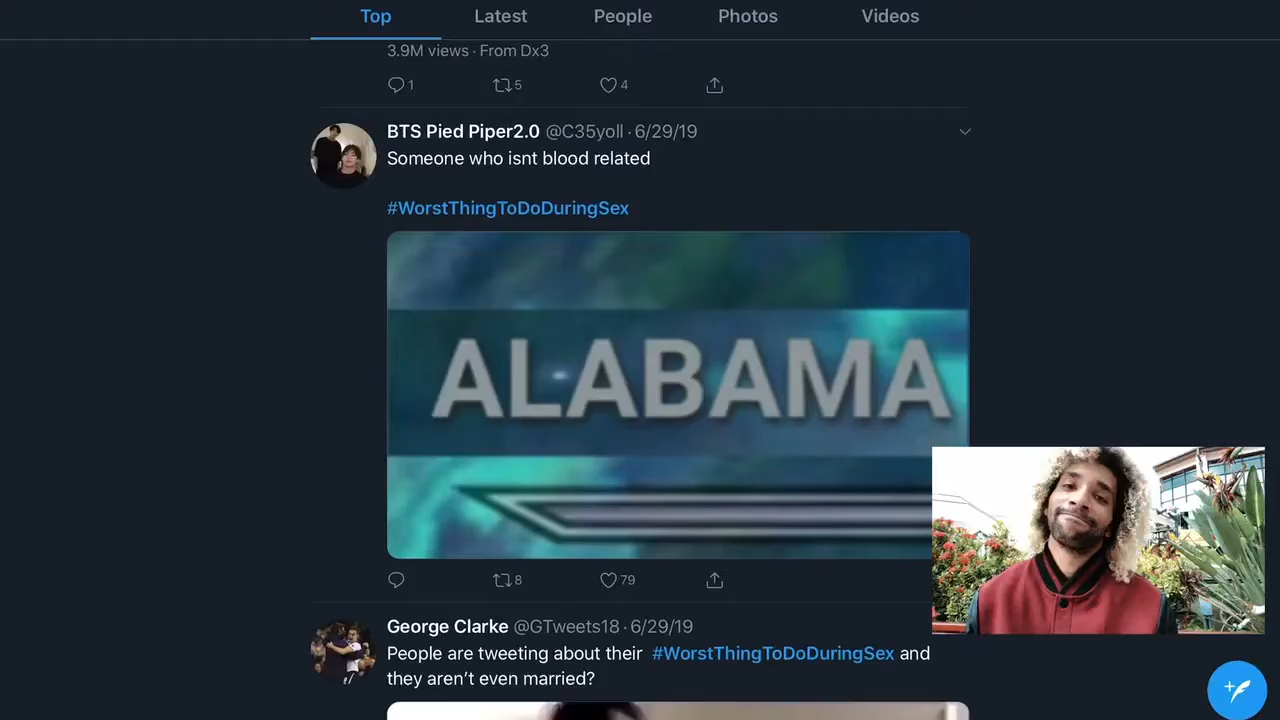 Top Latest People Photos Videos
3.9M views · From Dx3
1 5 4
BTS Pied Piper2.0 @C35yoll · 6/29/19
Someone who isnt blood related
#WorstThingToDoDuringSex
ALABAMA
8 79
George Clarke @GTweets18 · 6/29/19
People are tweeting about their #WorstThingToDoDuringSex and
they aren’t even married?